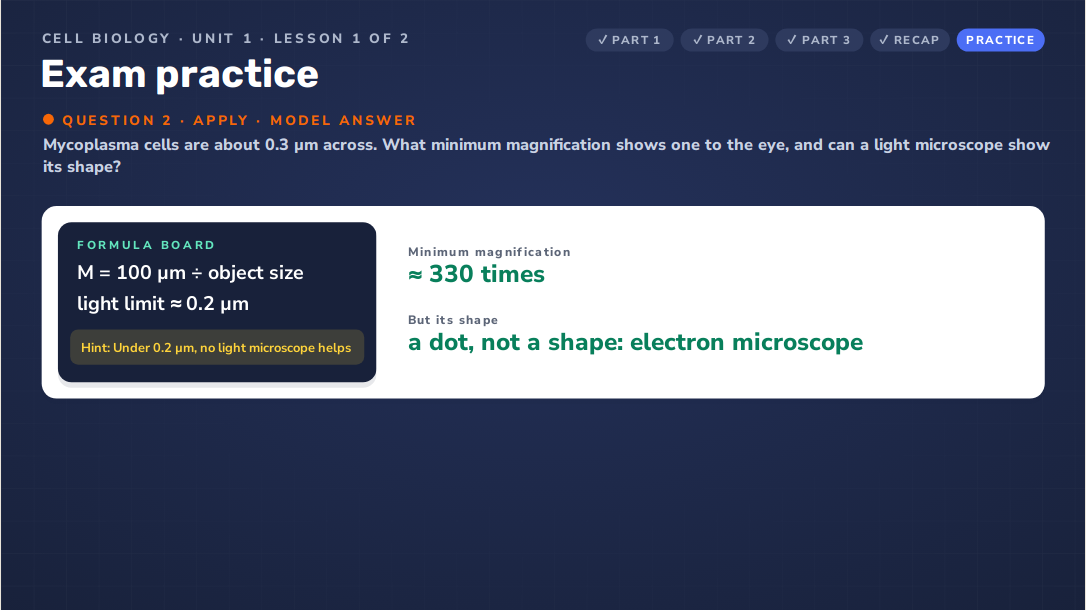 CELL BIOLOGY · UNIT 1 · LESSON 1 OF 2
✓ PART 1
✓ PART 2
✓ PART 3
✓ RECAP
PRACTICE
Exam practice
QUESTION 2 · APPLY · MODEL ANSWER
Mycoplasma cells are about 0.3 µm across. What minimum magnification shows one to the eye, and can a light microscope show
its shape?
FORMULA BOARD
M = 100 µm ÷ object size
light limit ≈ 0.2 µm
Hint: Under 0.2 µm, no light microscope helps
Minimum magnification
≈ 330 times
But its shape
a dot, not a shape: electron microscope